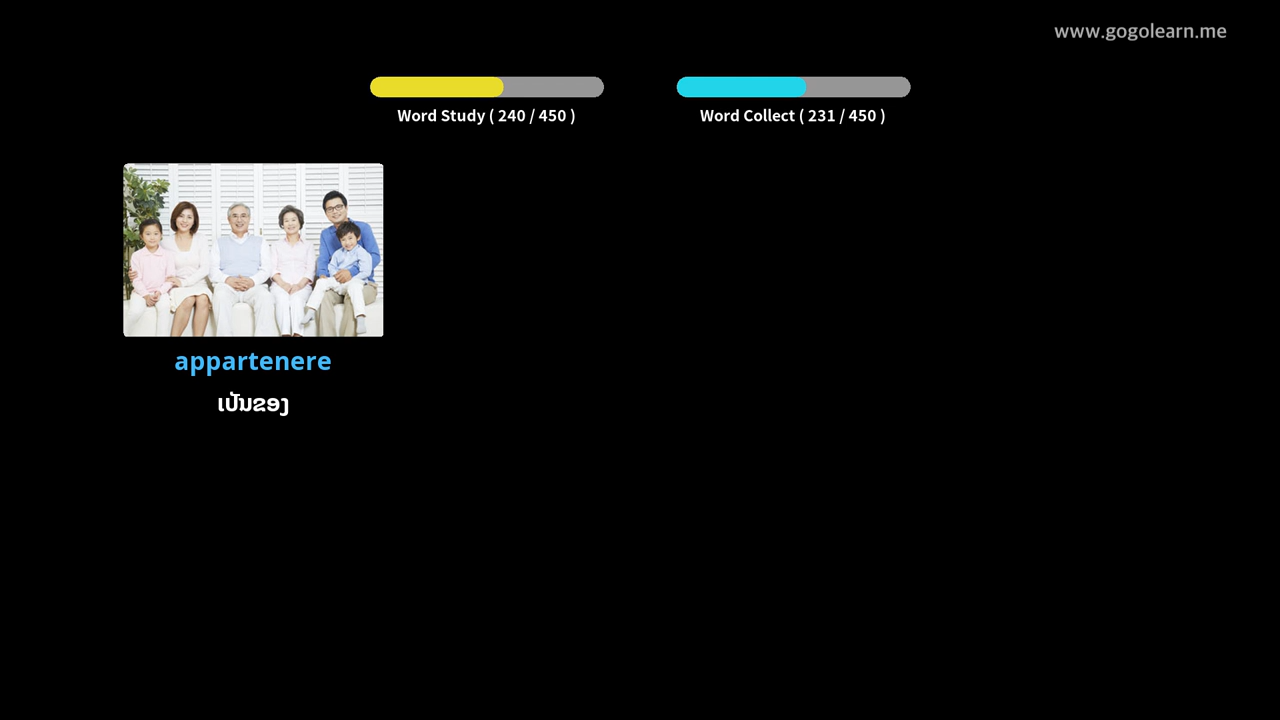 www.gogolearn.me
Word Study ( 240 / 450 )
Word Collect ( 231 / 450 )
appartenere
ເປັນຂອງ